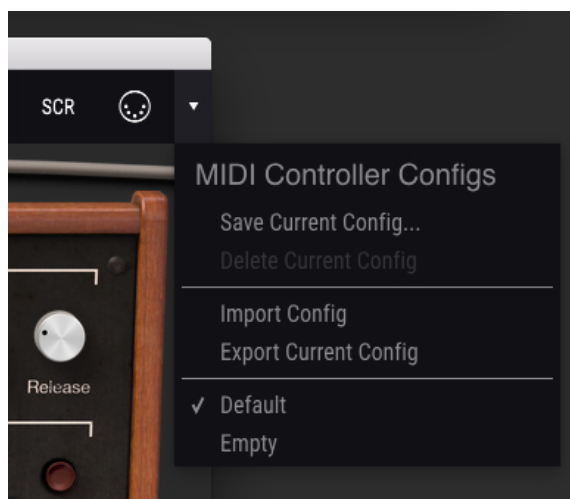 SCR
MIDI Controller Configs
Save Current Config...
Delete Current Config
Import Config
Export Current Config
Release
Default
Empty